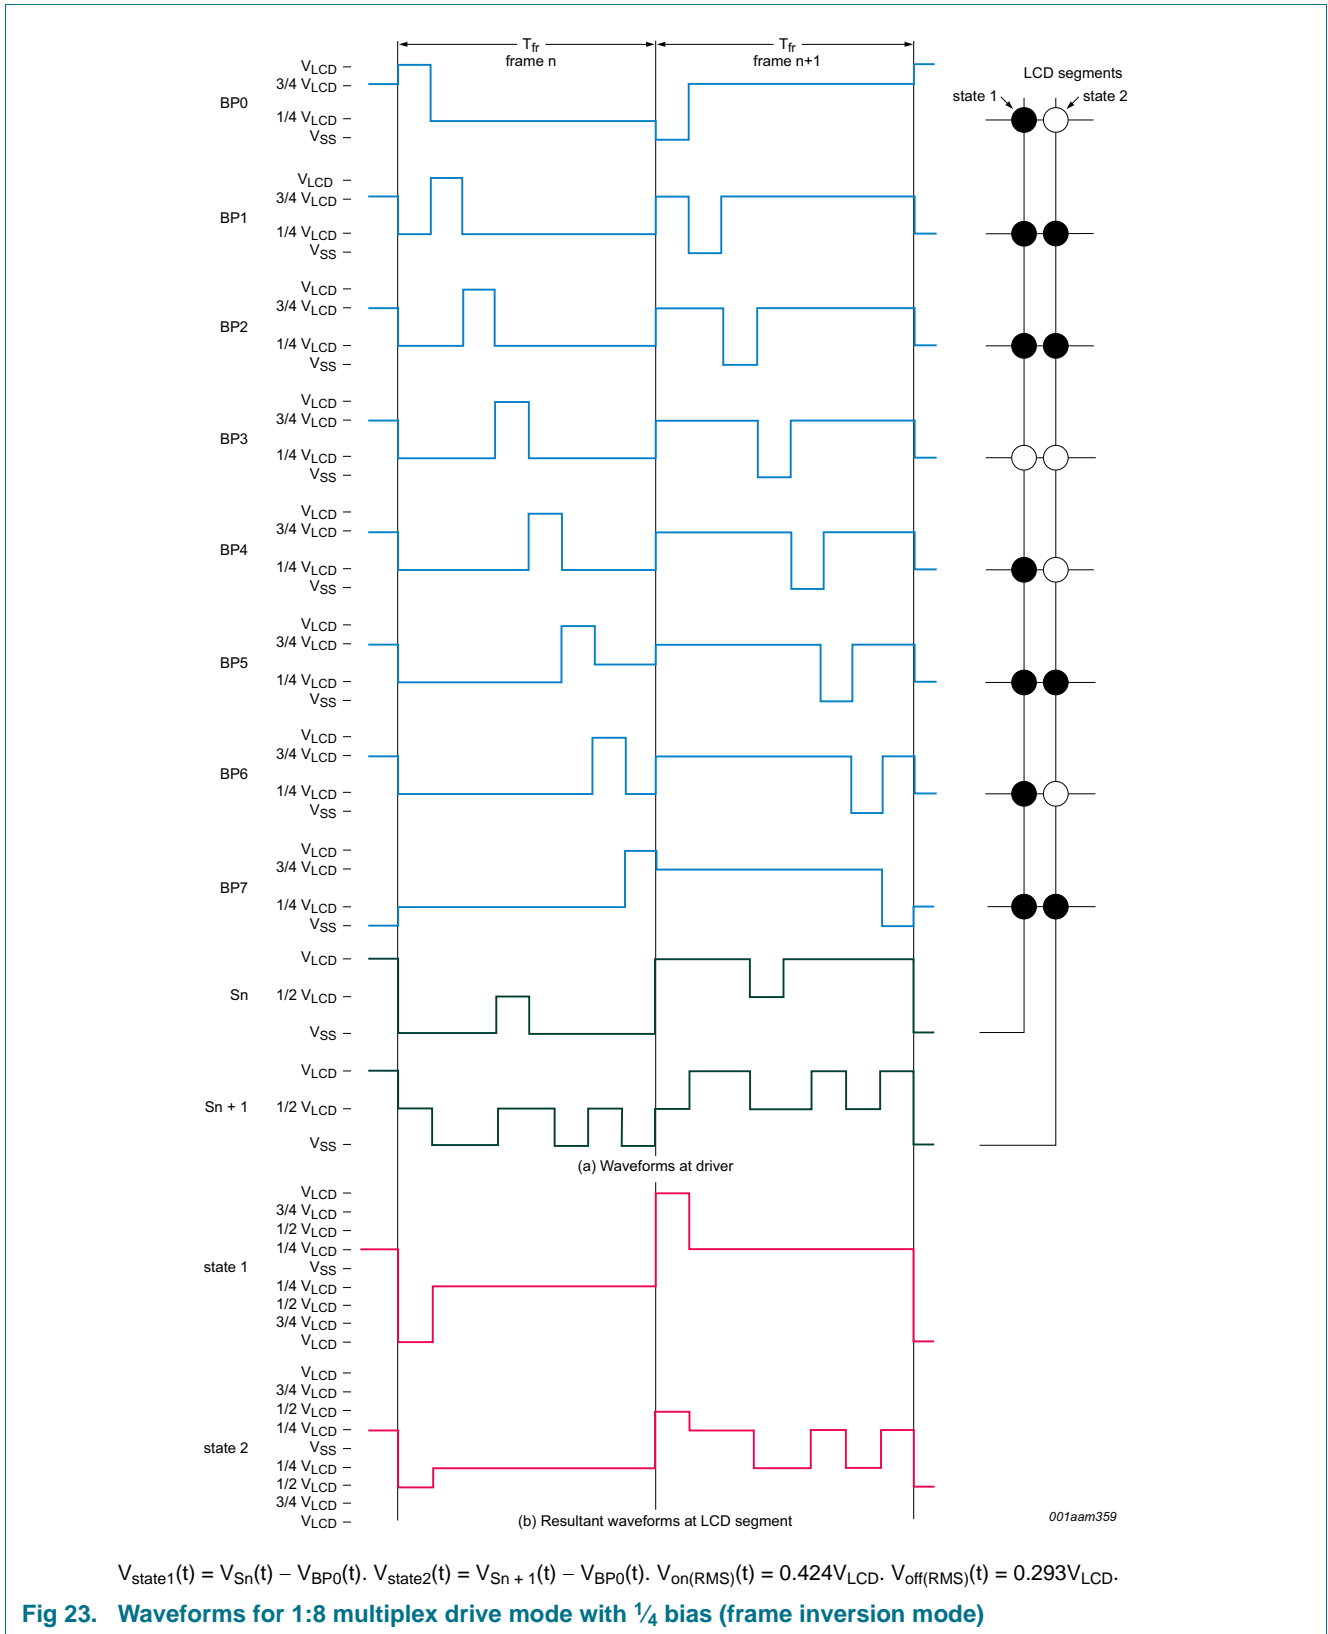 Tfr
Tfr
frame n
frame n+1
LCD segments
state 1
state 2
BP0
VLCD
3/4 VLCD
1/4 VLCD
VSS
BP1
VLCD
3/4 VLCD
1/4 VLCD
VSS
BP2
VLCD
3/4 VLCD
1/4 VLCD
VSS
BP3
VLCD
3/4 VLCD
1/4 VLCD
VSS
BP4
VLCD
3/4 VLCD
1/4 VLCD
VSS
BP5
VLCD
3/4 VLCD
1/4 VLCD
VSS
BP6
VLCD
3/4 VLCD
1/4 VLCD
VSS
BP7
VLCD
3/4 VLCD
1/4 VLCD
VSS
Sn
VLCD
1/2 VLCD
VSS
Sn + 1
VLCD
1/2 VLCD
VSS
(a) Waveforms at driver
state 1
VLCD
3/4 VLCD
1/2 VLCD
1/4 VLCD
VSS
1/4 VLCD
1/2 VLCD
3/4 VLCD
VLCD
state 2
VLCD
3/4 VLCD
1/2 VLCD
1/4 VLCD
VSS
1/4 VLCD
1/2 VLCD
3/4 VLCD
VLCD
(b) Resultant waveforms at LCD segment
001aam359
Vstate1(t) = VSn(t) − VBP0(t). Vstate2(t) = VSn + 1(t) − VBP0(t). Von(RMS)(t) = 0.424VLCD. Voff(RMS)(t) = 0.293VLCD.
Fig 23. Waveforms for 1:8 multiplex drive mode with 1⁄4 bias (frame inversion mode)